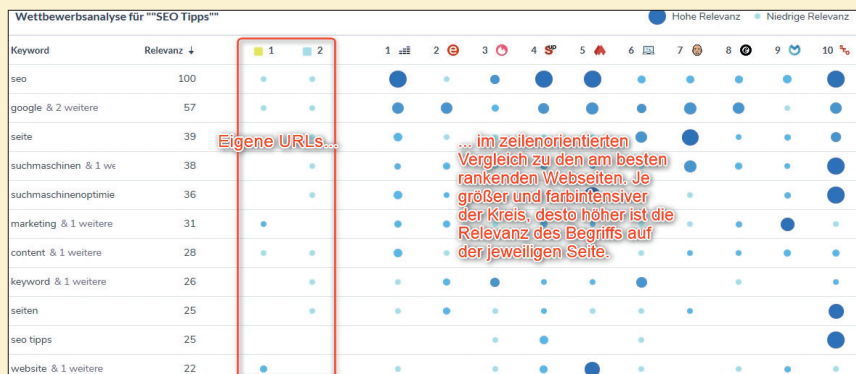 Wettbewerbsanalyse für ""SEO Tipps""
Hohe Relevanz Niedrige Relevanz
Keyword Relevanz ↓ 1 2 1 2 3 4 5 6 7 8 9 10
seo 100
google & 2 weitere 57
seite 39
suchmaschinen & 1 we 38
suchmaschinenoptimie 36
marketing & 1 weitere 31
content & 1 weitere 28
keyword & 1 weitere 26
seiten 25
seo tipps 25
website & 1 weitere 22
Eigene URLs...
... im zeilenorientierten
Vergleich zu den am besten
rankenden Webseiten. Je
größer und farbintensiver
der Kreis, desto höher ist die
Relevanz des Begriffs auf
der jeweiligen Seite.